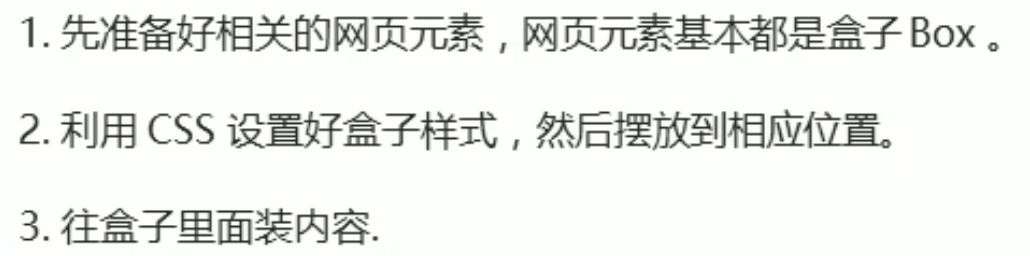 1. 先准备好相关的网页元素，网页元素基本都是盒子 Box 。
2. 利用 CSS 设置好盒子样式，然后摆放到相应位置。
3. 往盒子里面装内容.